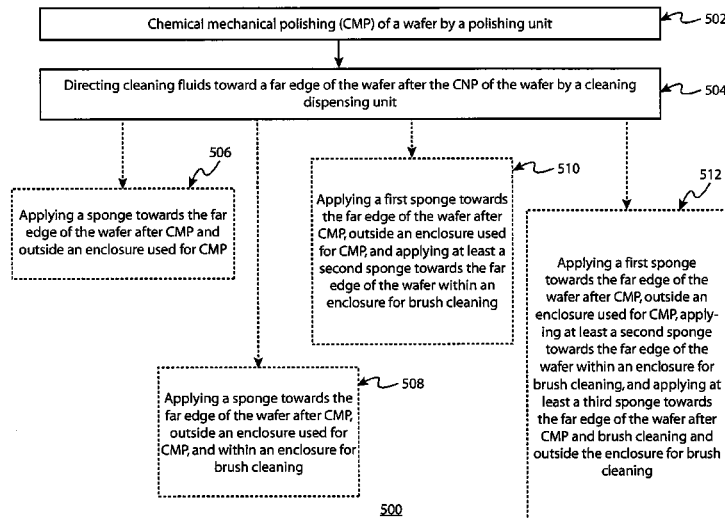 Chemical mechanical polishing (CMP) of a wafer by a polishing unit
502
Directing cleaning fluids toward a far edge of the wafer after the CNP of the wafer by a cleaning
dispensing unit
504
506
Applying a sponge towards the far
edge of the wafer after CMP and
outside an enclosure used for CMP
510
Applying a first sponge towards
the far edge of the wafer after
CMP, outside an enclosure used
for CMP, and applying at least a
second sponge towards the far
edge of the wafer within an
enclosure for brush cleaning
512
Applying a first sponge
towards the far edge of the
wafer after CMP, outside an
enclosure used for CMP, apply-
ing at least a second sponge
towards the far edge of the
wafer within an enclosure for
brush cleaning, and applying at
least a third sponge towards
the far edge of the wafer after
CMP and brush cleaning and
outside the enclosure for brush
cleaning
508
Applying a sponge towards the
far edge of the wafer after CMP,
outside an enclosure used for
CMP, and within an enclosure for
brush cleaning
500